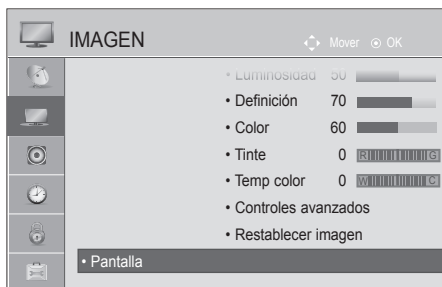 IMAGEN Mover OK
• Luminosidad 50
• Definición 70
• Color 60
• Tinte 0 R G
• Temp color 0 W C
• Controles avanzados
• Restablecer imagen
• Pantalla